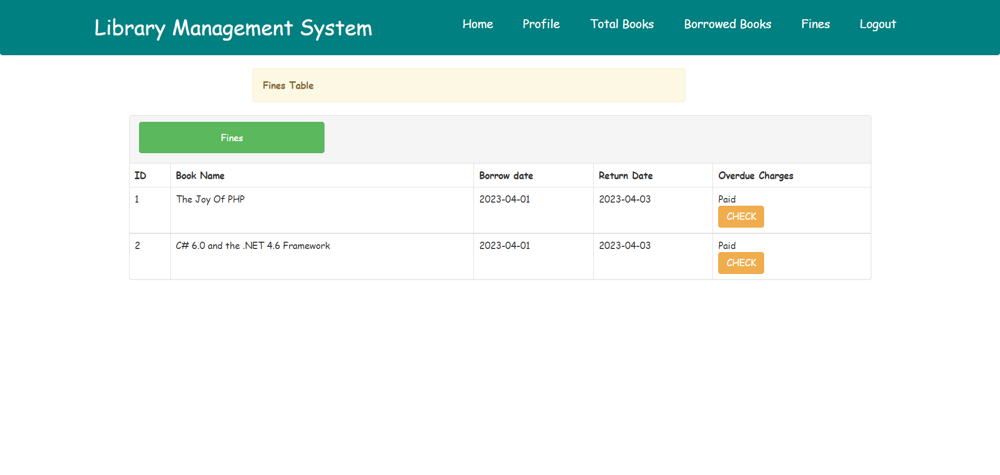 Library Management System Home Profile Total Books Borrowed Books Fines Logout
Fines Table
Fines
ID Book Name Borrow date Return Date Overdue Charges
1 The Joy Of PHP 2023-04-01 2023-04-03 Paid
CHECK
2 C# 6.0 and the .NET 4.6 Framework 2023-04-01 2023-04-03 Paid
CHECK